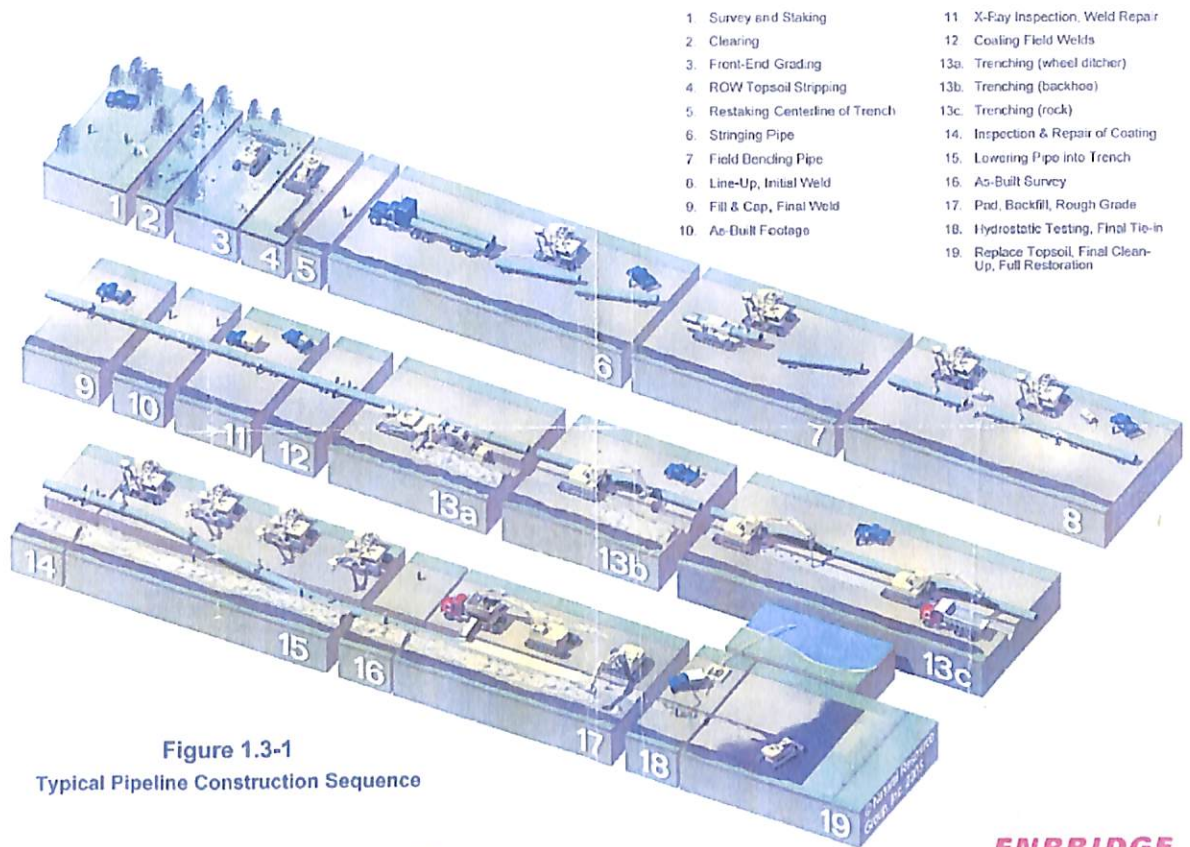 1. Survey and Staking
2. Clearing
3. Front-End Grading
4. ROW Topsoil Stripping
5. Restaking Centerline of Trench
6. Stringing Pipe
7. Field Bending Pipe
8. Line-Up, Initial Weld
9. Fill & Cap, Final Weld
10. As-Built Footage
11. X-Ray Inspection, Weld Repair
12. Coating Field Welds
13a. Trenching (wheel ditcher)
13b. Trenching (backhoe)
13c. Trenching (rock)
14. Inspection & Repair of Coating
15. Lowering Pipe into Trench
16. As-Built Survey
17. Pad, Backfill, Rough Grade
18. Hydrostatic Testing, Final Tie-in
19. Replace Topsoil, Final Clean-
Up, Full Restoration
1
2
3
4
5
6
7
8
9
10
11
12
13a
13b
13c
14
15
16
17
18
19
© Natural Resource
Group, Inc. 2005
Figure 1.3-1
Typical Pipeline Construction Sequence
ENBRIDGE